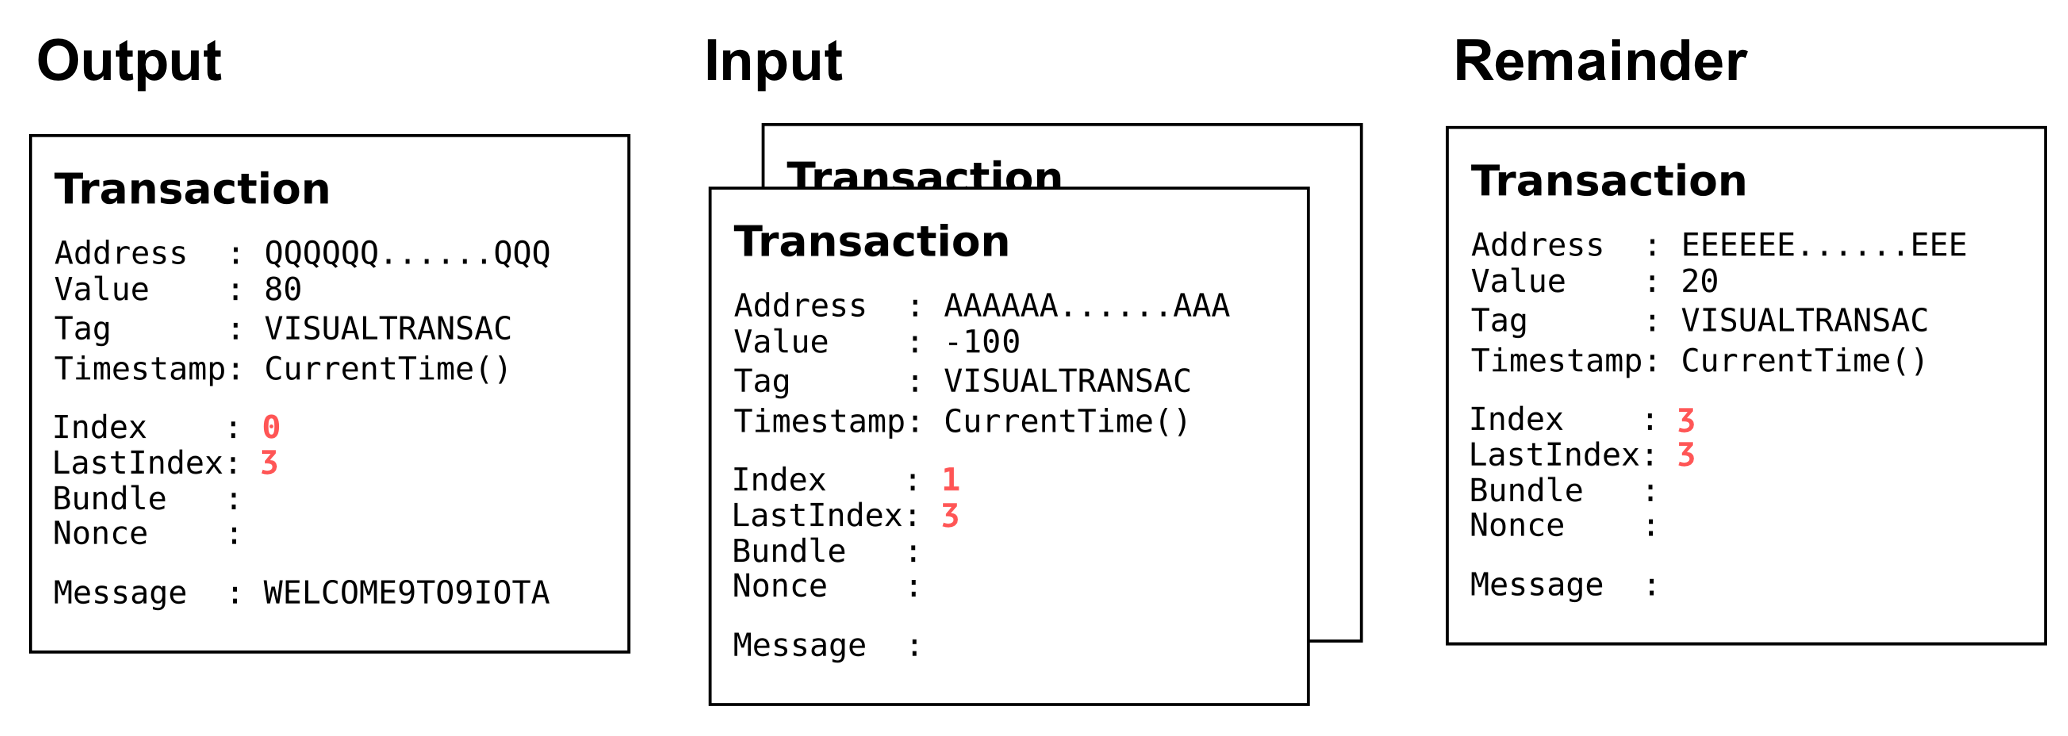 Output
Transaction
Address : QQQQQQ......QQQ
Value : 80
Tag : VISUALTRANSAC
Timestamp: CurrentTime()
Index : 0
LastIndex: 3
Bundle :
Nonce :
Message : WELCOME9TO9IOTA
Input
Transaction
Transaction
Address : AAAAAA......AAA
Value : -100
Tag : VISUALTRANSAC
Timestamp: CurrentTime()
Index : 1
LastIndex: 3
Bundle :
Nonce :
Message :
Remainder
Transaction
Address : EEEEEE......EEE
Value : 20
Tag : VISUALTRANSAC
Timestamp: CurrentTime()
Index : 3
LastIndex: 3
Bundle :
Nonce :
Message :